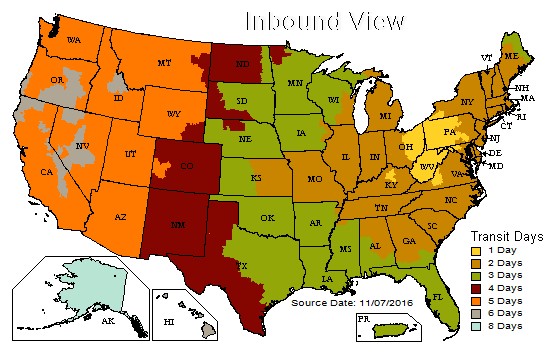 Inbound View
WA
MT
ND
MN
ME
VT
OR
ID
SD
WI
MI
NY
NH
MA
RI
CT
WY
IA
PA
NJ
NE
OH
DE
NV
IL
IN
MD
UT
WV
VA
CA
CO
KS
MO
KY
NC
TN
AZ
NM
OK
AR
SC
MS
AL
GA
TX
LA
FL
Transit Days
1 Day
2 Days
3 Days
4 Days
5 Days
6 Days
8 Days
Source Date: 11/07/2016
AK
HI
PR